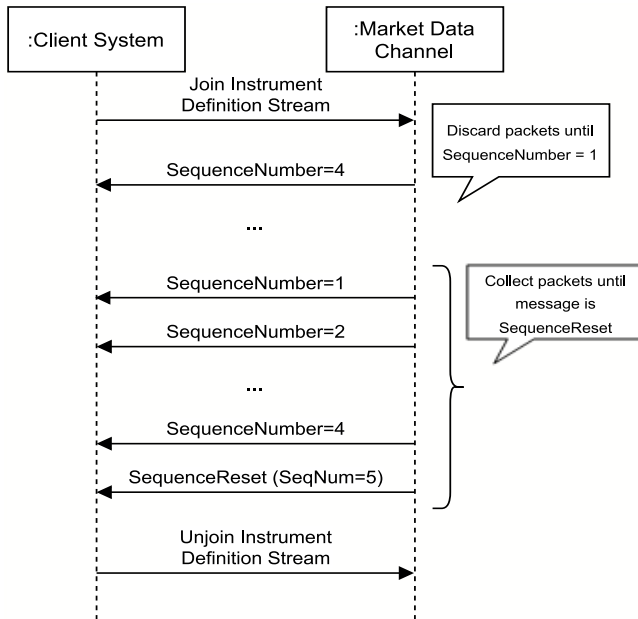 :Client System
:Market Data
Channel
Join Instrument
Definition Stream
Discard packets until
SequenceNumber = 1
SequenceNumber=4
...
SequenceNumber=1
Collect packets until
message is
SequenceReset
SequenceNumber=2
...
SequenceNumber=4
SequenceReset (SeqNum=5)
Unjoin Instrument
Definition Stream